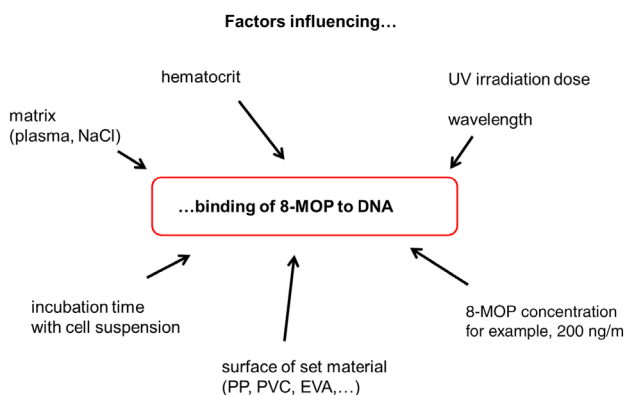 Factors influencing…
hematocrit
UV irradiation dose
matrix
(plasma, NaCl)
wavelength
…binding of 8-MOP to DNA
incubation time
with cell suspension
8-MOP concentration
for example, 200 ng/m
surface of set material
(PP, PVC, EVA,…)